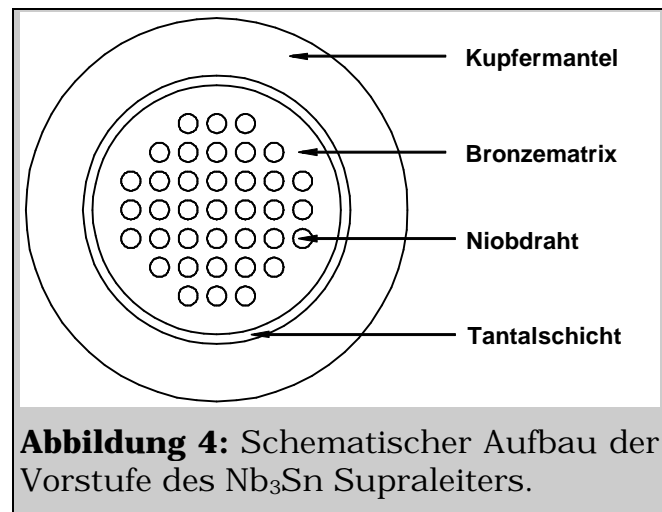 Kupfermantel
Bronzematrix
Niobdraht
Tantalschicht
Abbildung 4: Schematischer Aufbau der
Vorstufe des Nb₃Sn Supraleiters.